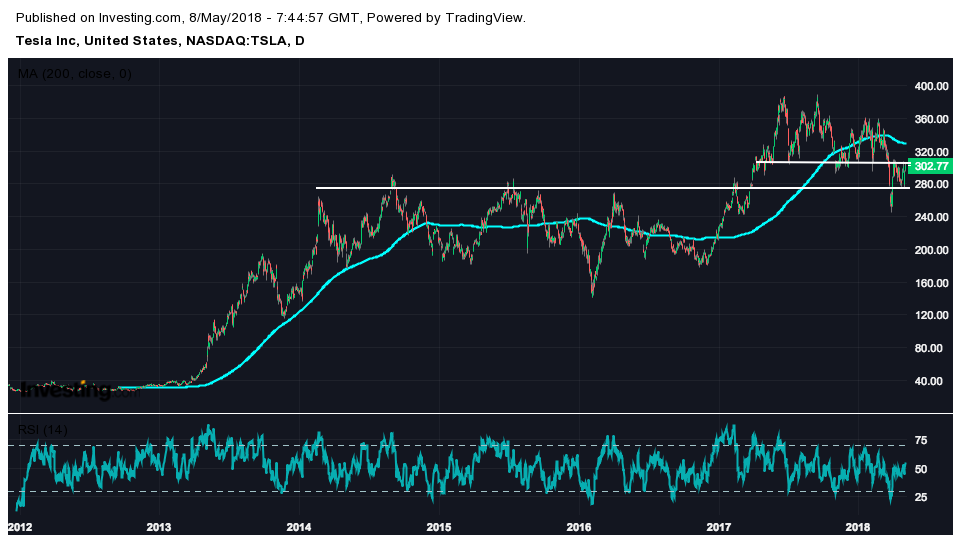 Published on Investing.com, 8/May/2018 - 7:44:57 GMT, Powered by TradingView.
Tesla Inc, United States, NASDAQ:TSLA, D
MA (200, close, 0)
400.00
360.00
320.00
302.77
280.00
240.00
200.00
160.00
120.00
80.00
40.00
Investing.com
RSI (14)
75
50
25
2012 2013 2014 2015 2016 2017 2018